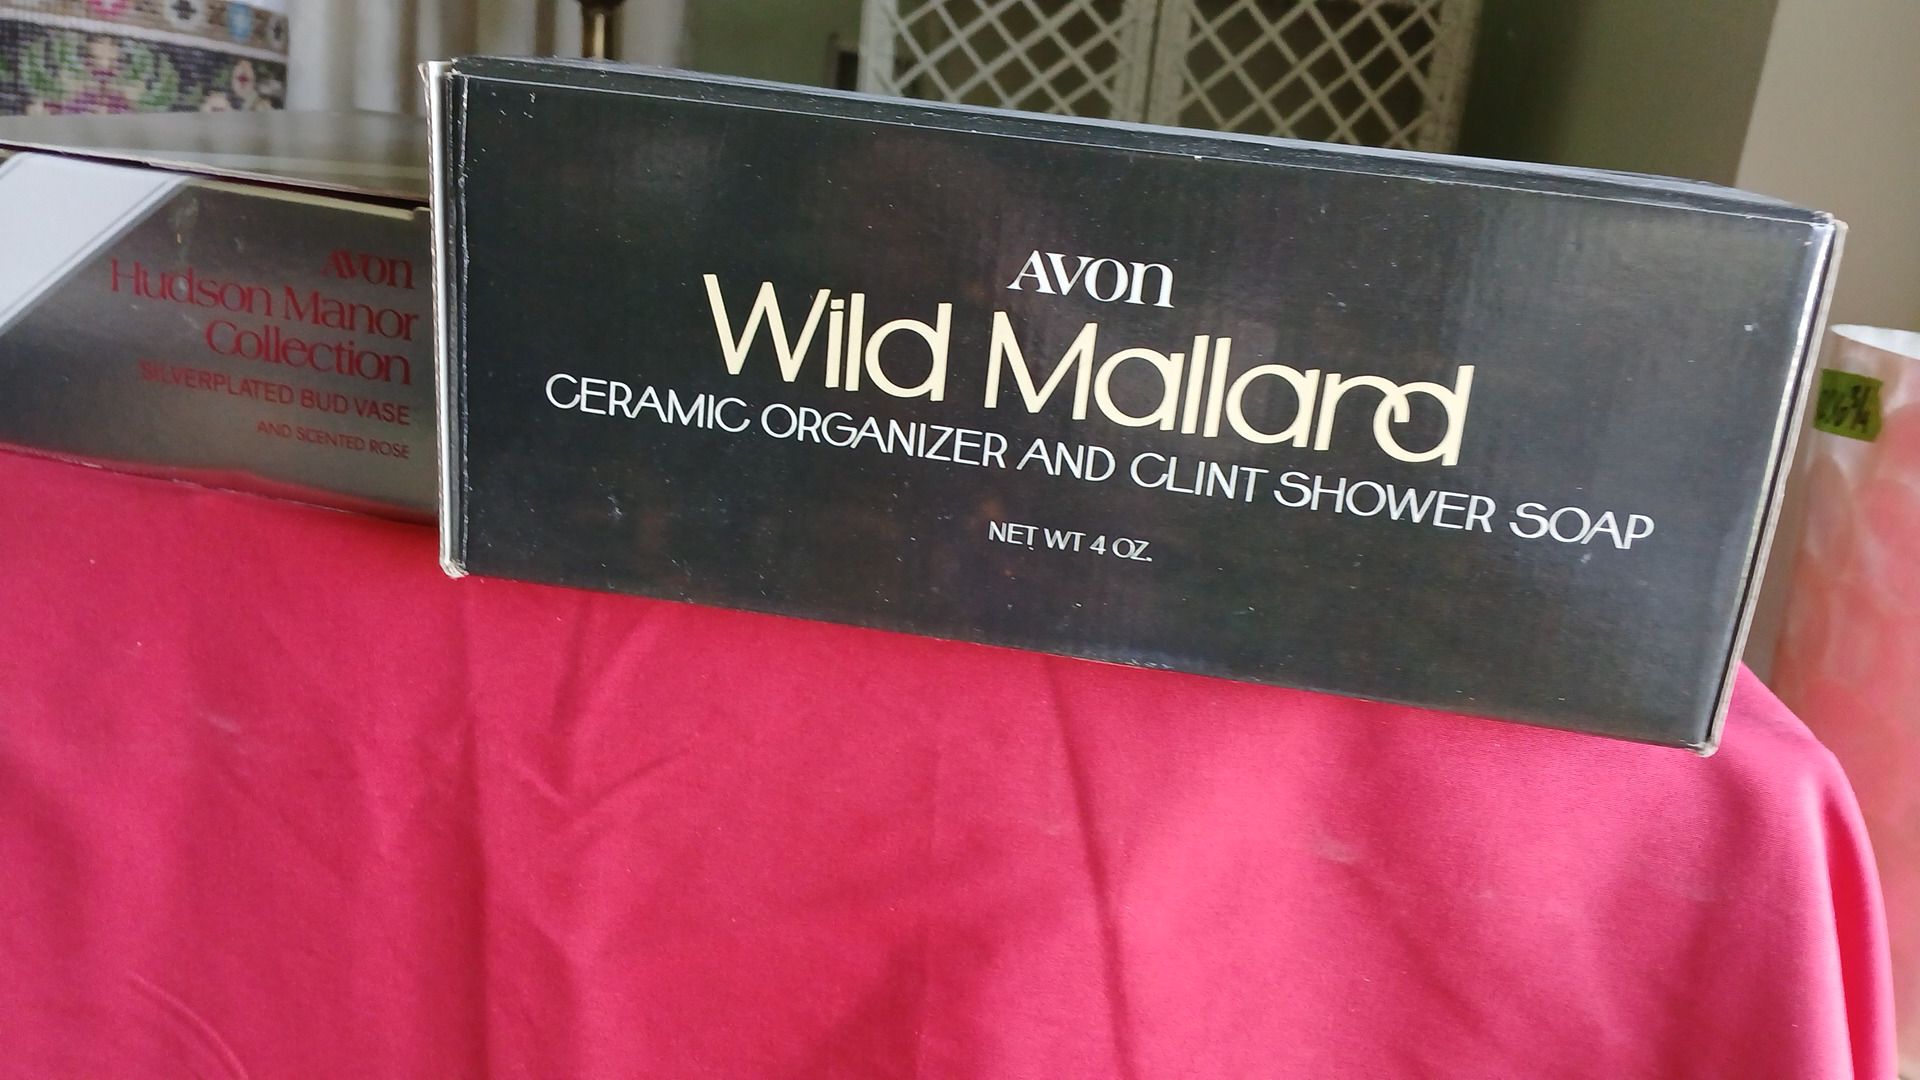 AVON
Hudson Manor
Collection
SILVERPLATED BUD VASE
AND SCENTED ROSE
AVON
Wild Mallard
CERAMIC ORGANIZER AND CLINT SHOWER SOAP
NET WT 4 OZ.